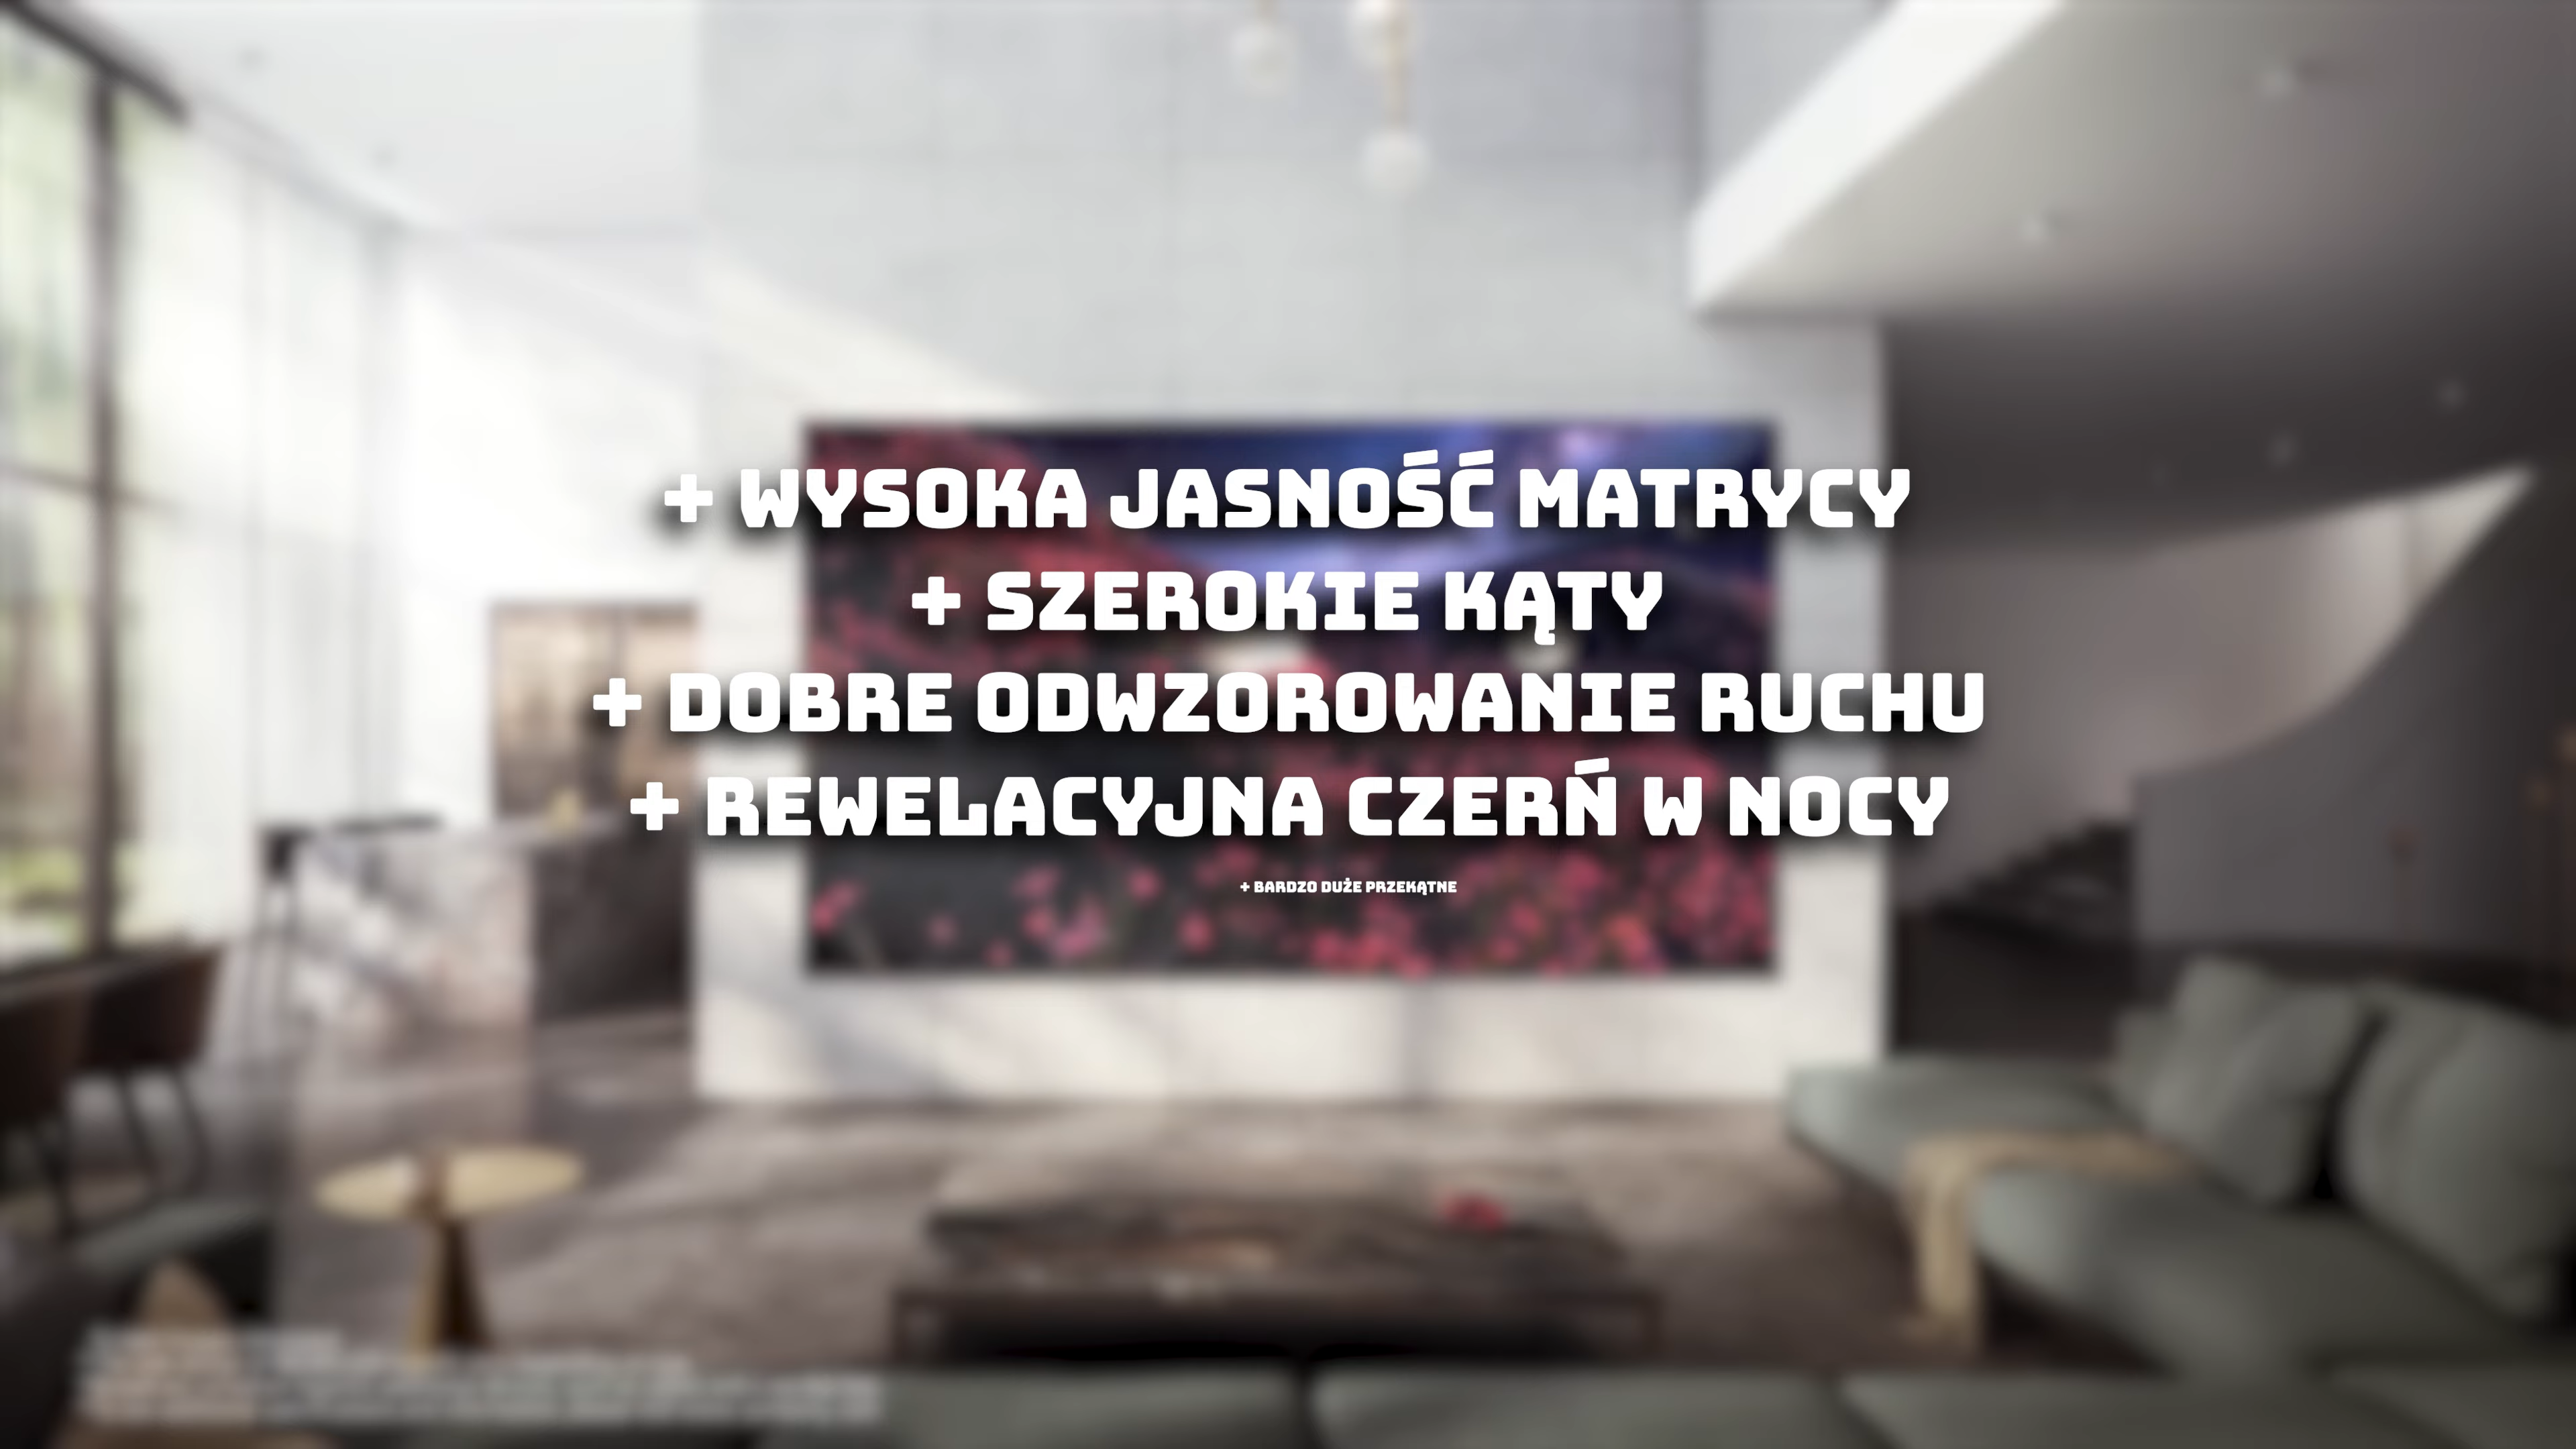 + WYSOKA JASNOŚĆ MATRYCY
+ SZEROKIE KĄTY
+ DOBRE ODWZOROWANIE RUCHU
+ REWELACYJNA CZERŃ W NOCY
+ BARDZO DUŻE PRZEKĄTNE